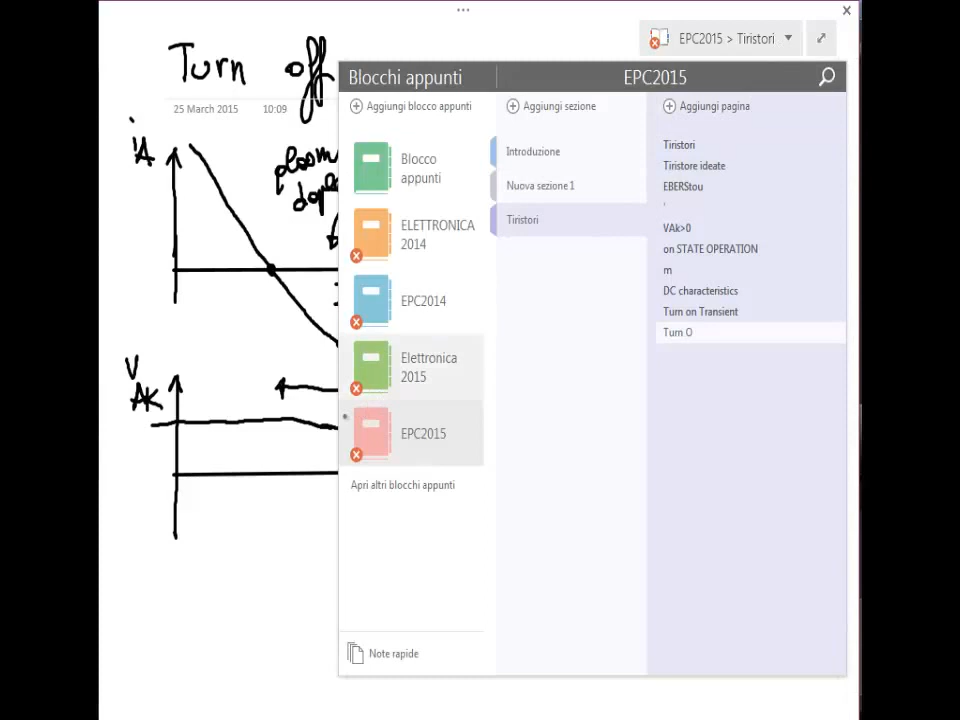 EPC2015 > Tiristori
Turn off
25 March 2015 10:09
Blocchi appunti
EPC2015
Aggiungi blocco appunti
Aggiungi sezione
Aggiungi pagina
Blocco
appunti
ELETTRONICA
2014
EPC2014
Elettronica
2015
EPC2015
Apri altri blocchi appunti
Note rapide
Introduzione
Nuova sezione 1
Tiristori
Tiristori
Tiristore ideate
EBERStou
'
VAk>0
on STATE OPERATION
m
DC characteristics
Turn on Transient
Turn O
iA
VAK